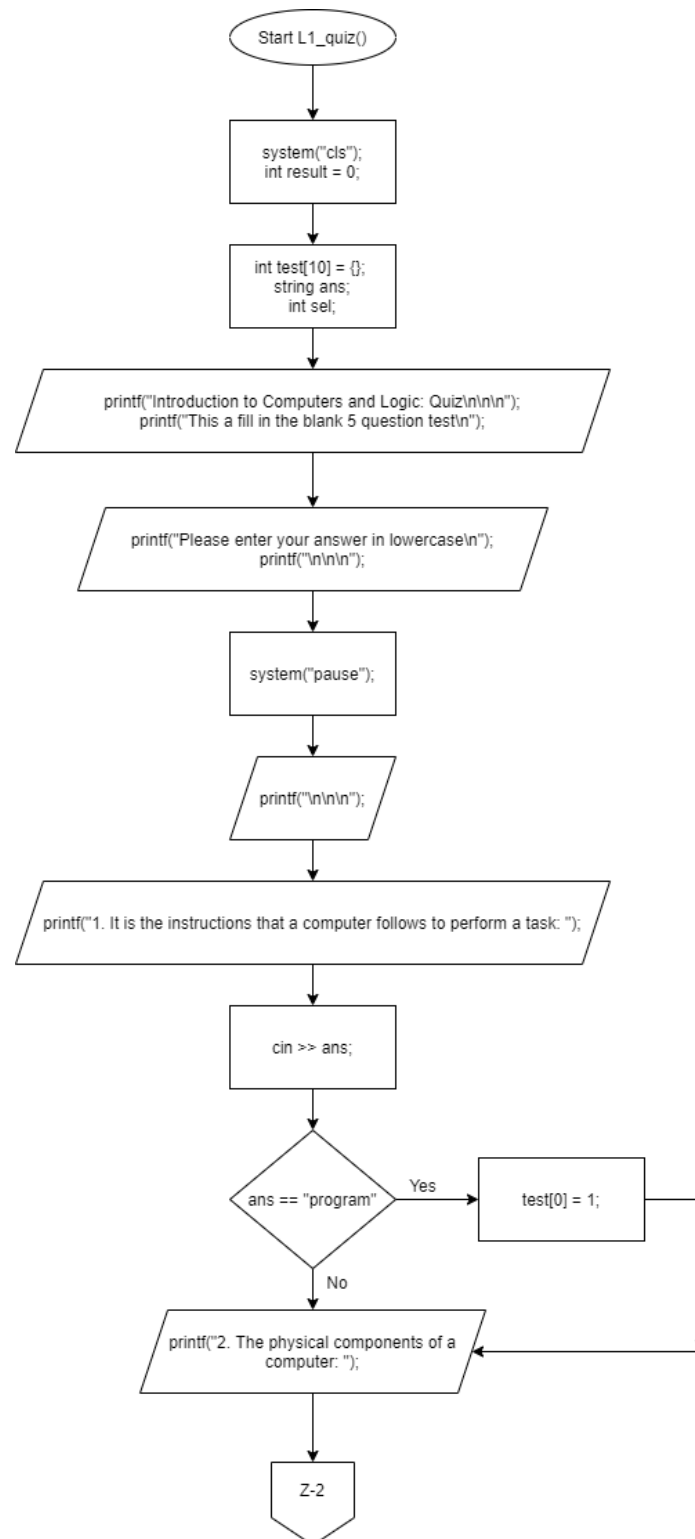 Start L1_quiz()
system("cls");
int result = 0;
int test[10] = {};
string ans;
int sel;
printf("Introduction to Computers and Logic: Quiz\n\n\n");
printf("This a fill in the blank 5 question test\n");
printf("Please enter your answer in lowercase\n");
printf("\n\n\n");
system("pause");
printf("\n\n\n");
printf("1. It is the instructions that a computer follows to perform a task: ");
cin >> ans;
ans == "program"
Yes
test[0] = 1;
No
printf("2. The physical components of a
computer: ");
Z-2